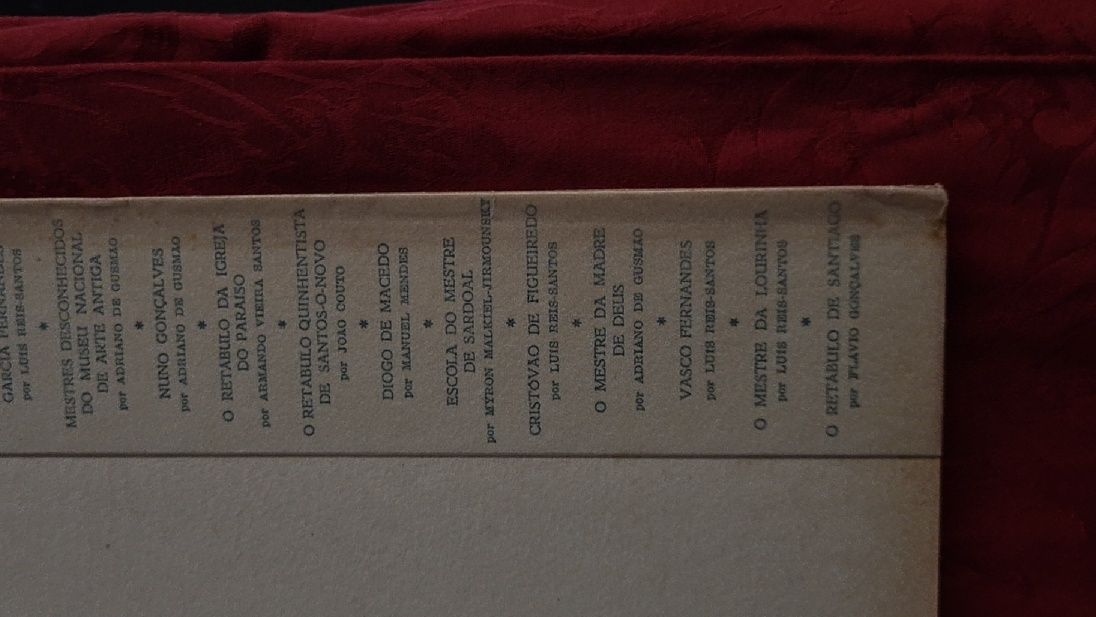 GARCIA FERNANDES
por LUÍS REIS-SANTOS
*
MESTRES DESCONHECIDOS
DO MUSEU NACIONAL
DE ARTE ANTIGA
por ADRIANO DE GUSMÃO
*
NUNO GONÇALVES
por ADRIANO DE GUSMÃO
*
O RETÁBULO DA IGREJA
DO PARAÍSO
por ARMANDO VIEIRA SANTOS
*
O RETÁBULO QUINHENTISTA
DE SANTOS-O-NOVO
por JOÃO COUTO
*
DIOGO DE MACEDO
por MANUEL MENDES
*
ESCOLA DO MESTRE
DE SARDOAL
por MYRON MALKIEL-JIRMOUNSKY
*
CRISTÓVÃO DE FIGUEIREDO
por LUÍS REIS-SANTOS
*
O MESTRE DA MADRE
DE DEUS
por ADRIANO DE GUSMÃO
*
VASCO FERNANDES
por LUÍS REIS-SANTOS
*
O MESTRE DA LOURINHÃ
por LUÍS REIS-SANTOS
*
O RETÁBULO DE SANTIAGO
por FLÁVIO GONÇALVES